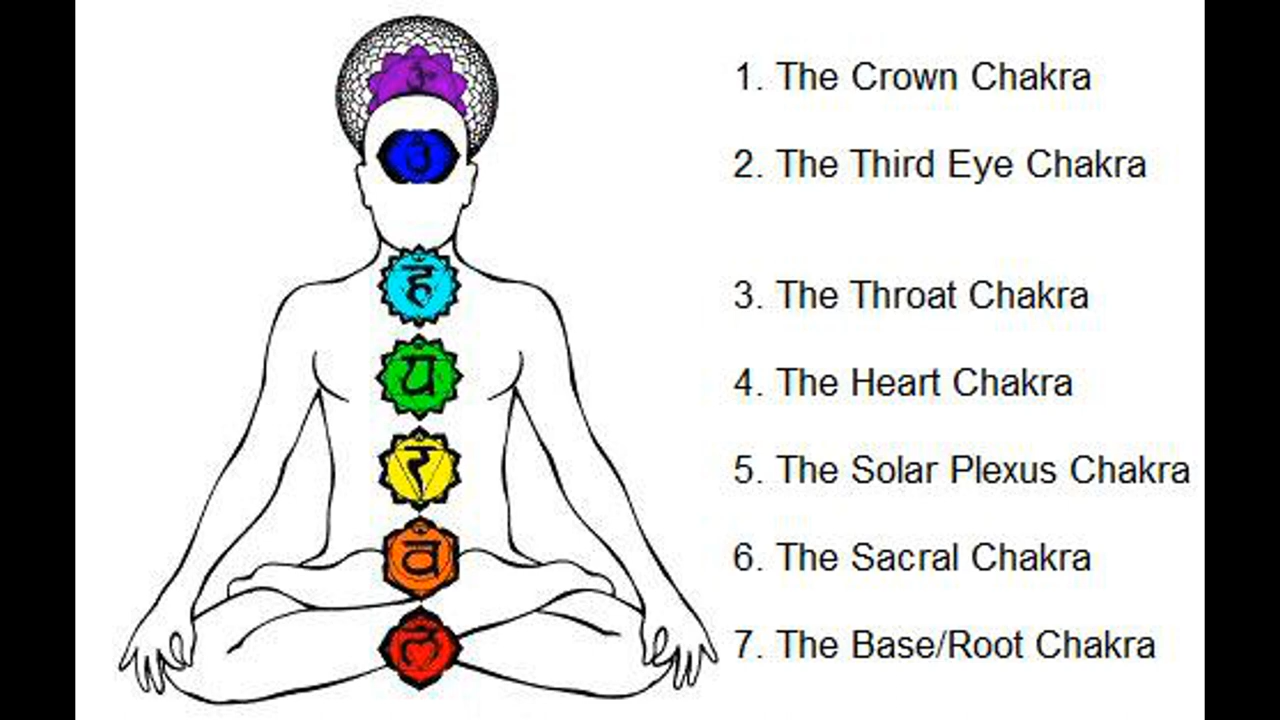 ॐ
1. The Crown Chakra
ॐ
2. The Third Eye Chakra
ह
3. The Throat Chakra
य
4. The Heart Chakra
र
5. The Solar Plexus Chakra
व
6. The Sacral Chakra
ल
7. The Base/Root Chakra